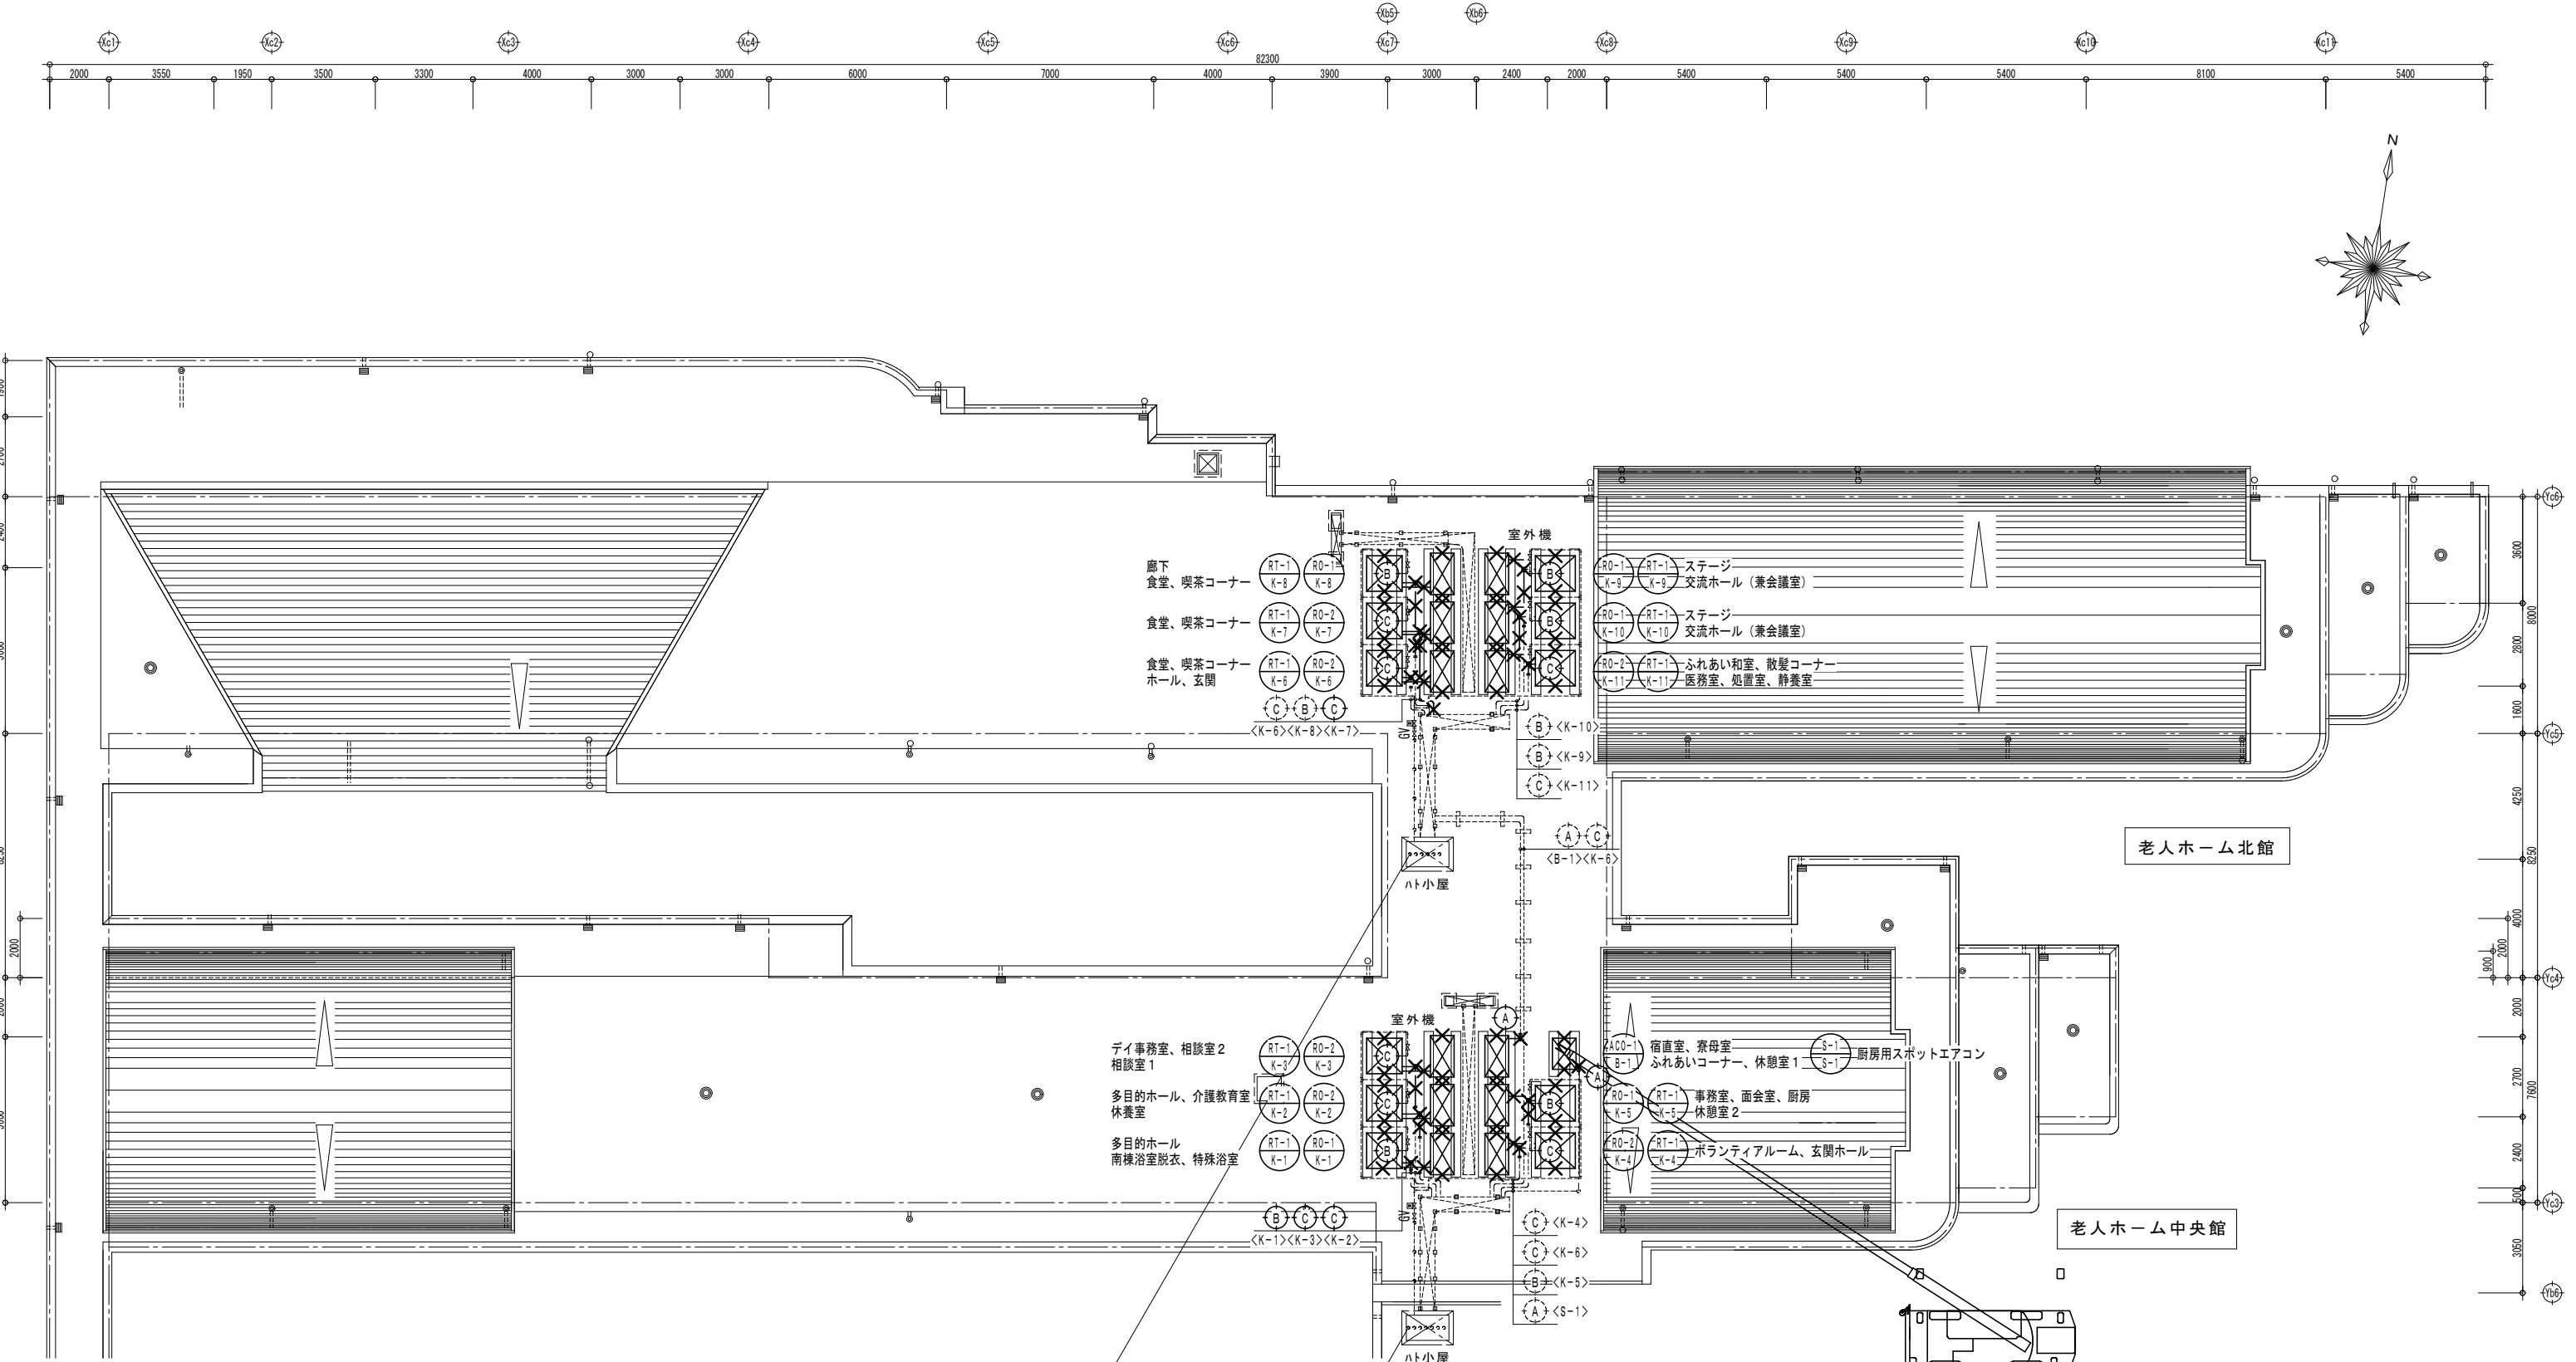 Xb5 Xb6
Xc1 Xc2 Xc3 Xc4 Xc5 Xc6 Xc7 Xc8 Xc9 Xc10 Xc11
82300
2000 3550 1950 3500 3300 4000 3000 3000 6000 7000 4000 3900 3000 2400 2000 5400 5400 5400 8100 5400
N
室外機
廊下
食堂、喫茶コーナー
RT-1 K-8
RO-1 K-8
B
B
RO-1 K-9
RT-1 K-9
ステージ
交流ホール（兼会議室）
食堂、喫茶コーナー
RT-1 K-7
RO-2 K-7
C
B
RO-1 K-10
RT-1 K-10
ステージ
交流ホール（兼会議室）
食堂、喫茶コーナー
ホール、玄関
RT-1 K-6
RO-2 K-6
C
C
RO-2 K-11
RT-1 K-11
ふれあい和室、散髪コーナー
医務室、処置室、静養室
C B C
<K-6><K-8><K-7>
GV
B <K-10>
B <K-9>
C <K-11>
A C
<B-1><K-6>
ハト小屋
老人ホーム北館
室外機
A
デイ事務室、相談室２
相談室１
RT-1 K-3
RO-2 K-3
C
ACO-1 B-1
宿直室、寮母室
ふれあいコーナー、休憩室１
S-1 S-1
厨房用スポットエアコン
A
多目的ホール、介護教育室
休養室
RT-1 K-2
RO-2 K-2
C
B
RO-1 K-5
RT-1 K-5
事務室、面会室、厨房
休憩室２
多目的ホール
南棟浴室脱衣、特殊浴室
RT-1 K-1
RO-1 K-1
B
C
RO-2 K-4
RT-1 K-4
ボランティアルーム、玄関ホール
B C C
<K-1><K-3><K-2>
GV
C <K-4>
C <K-6>
B <K-5>
A <S-1>
ハト小屋
老人ホーム中央館
2000
Yc6
3600
8000
2800
1600
Yc5
4250
8250
4000
2000
900
Yc4
2000
2700
7600
2400
500
Yc3
3050
Yb6